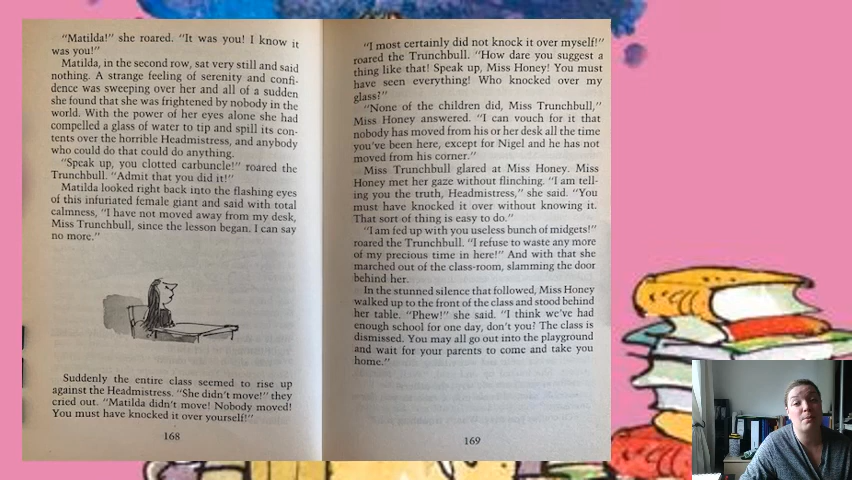 "Matilda!" she roared. "It was you! I know it
was you!"
Matilda, in the second row, sat very still and said
nothing. A strange feeling of serenity and confi-
dence was sweeping over her and all of a sudden
she found that she was frightened by nobody in the
world. With the power of her eyes alone she had
compelled a glass of water to tip and spill its con-
tents over the horrible Headmistress, and anybody
who could do that could do anything.
"Speak up, you clotted carbuncle!" roared the
Trunchbull. "Admit that you did it!"
Matilda looked right back into the flashing eyes
of this infuriated female giant and said with total
calmness, "I have not moved away from my desk,
Miss Trunchbull, since the lesson began. I can say
no more."
Suddenly the entire class seemed to rise up
against the Headmistress. "She didn't move!" they
cried out. "Matilda didn't move! Nobody moved!
You must have knocked it over yourself!"
168
"I most certainly did not knock it over myself!"
roared the Trunchbull. "How dare you suggest a
thing like that! Speak up, Miss Honey! You must
have seen everything! Who knocked over my
glass?"
"None of the children did, Miss Trunchbull,"
Miss Honey answered. "I can vouch for it that
nobody has moved from his or her desk all the time
you've been here, except for Nigel and he has not
moved from his corner."
Miss Trunchbull glared at Miss Honey. Miss
Honey met her gaze without flinching. "I am tell-
ing you the truth, Headmistress," she said. "You
must have knocked it over without knowing it.
That sort of thing is easy to do."
"I am fed up with you useless bunch of midgets!"
roared the Trunchbull. "I refuse to waste any more
of my precious time in here!" And with that she
marched out of the class-room, slamming the door
behind her.
In the stunned silence that followed, Miss Honey
walked up to the front of the class and stood behind
her table. "Phew!" she said. "I think we've had
enough school for one day, don't you? The class is
dismissed. You may all go out into the playground
and wait for your parents to come and take you
home."
169